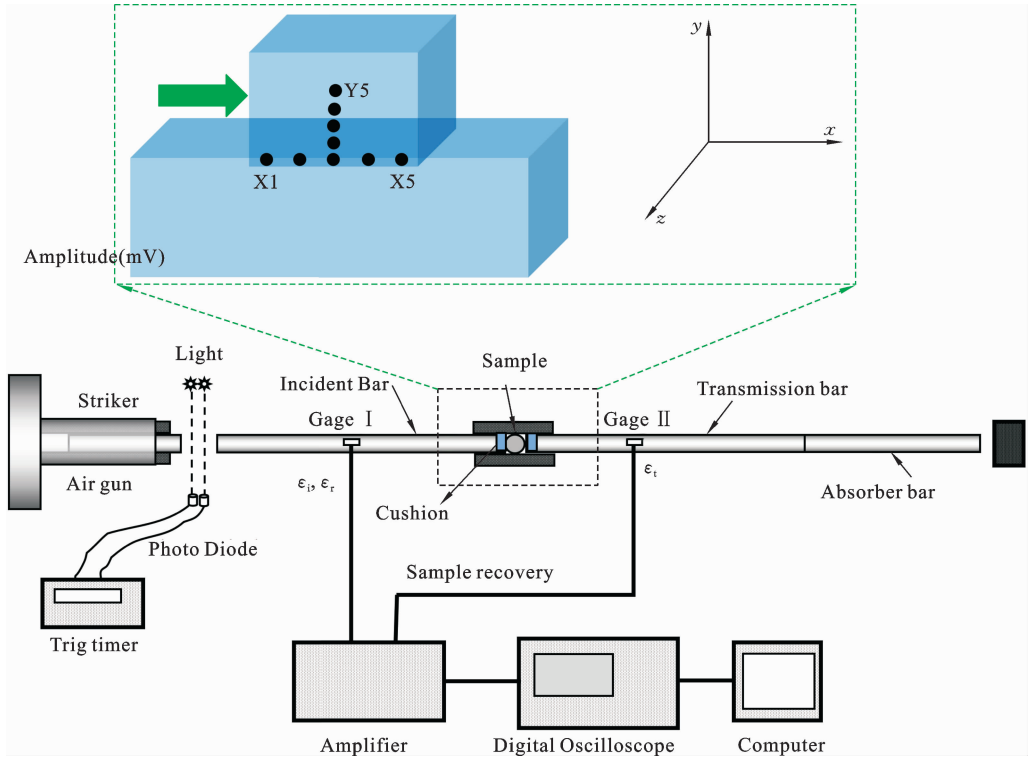 y
Y5
x
X1
X5
z
Amplitude(mV)
Light
Sample
Incident Bar
Transmission bar
Striker
Gage Ⅰ
Gage Ⅱ
Air gun
εi, εr
εt
Absorber bar
Cushion
Photo Diode
Sample recovery
Trig timer
Amplifier
Digital Oscilloscope
Computer